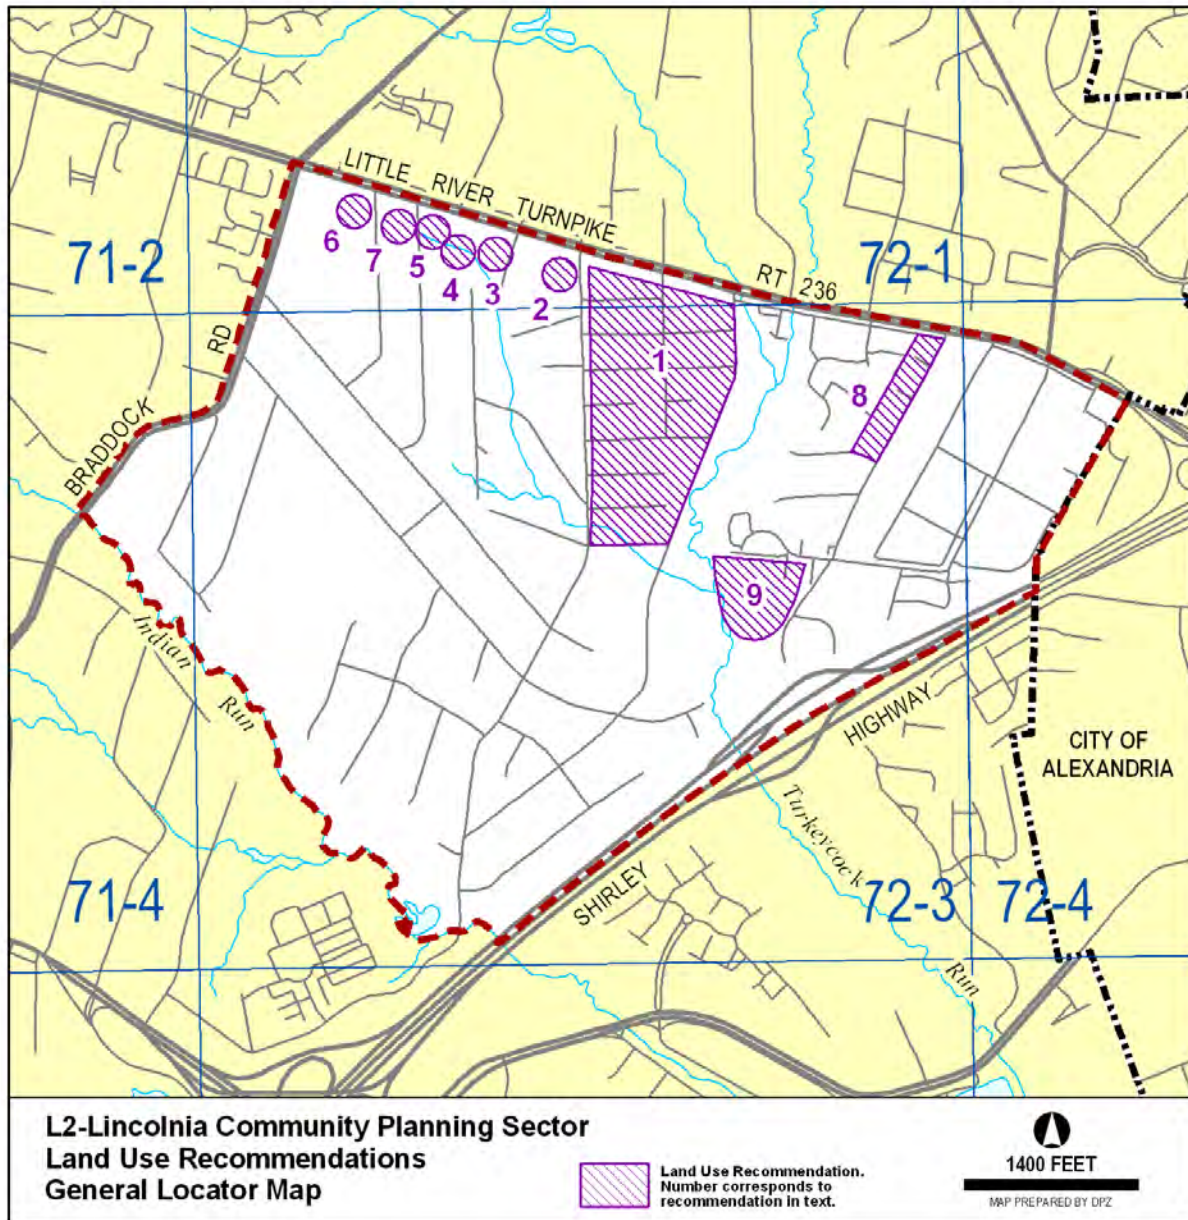 LITTLE RIVER TURNPIKE
RT 236
71-2
72-1
6
7
5
4
3
2
1
8
9
BRADDOCK RD
Indian Run
HIGHWAY
SHIRLEY
CITY OF
ALEXANDRIA
Turkeycock Run
71-4
72-3
72-4
L2-Lincolnia Community Planning Sector
Land Use Recommendations
General Locator Map
Land Use Recommendation.
Number corresponds to
recommendation in text.
1400 FEET
MAP PREPARED BY DPZ